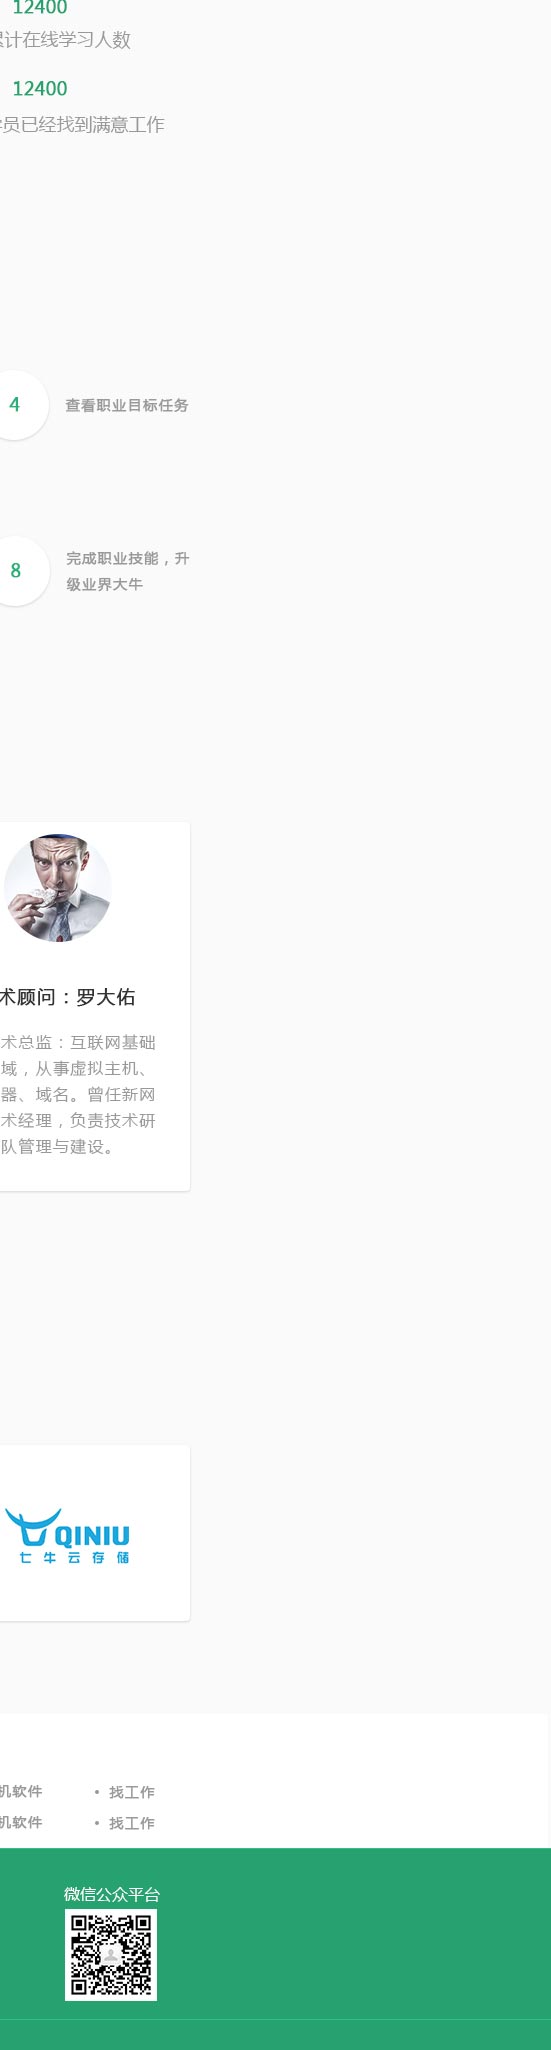 12400
累计在线学习人数
12400
学员已经找到满意工作
4
查看职业目标任务
8
完成职业技能，升
级业界大牛
术顾问：罗大佑
术总监：互联网基础
域，从事虚拟主机、
器、域名。曾任新网
术经理，负责技术研
队管理与建设。
QINIU
七牛云存储
机软件
• 找工作
机软件
• 找工作
微信公众平台